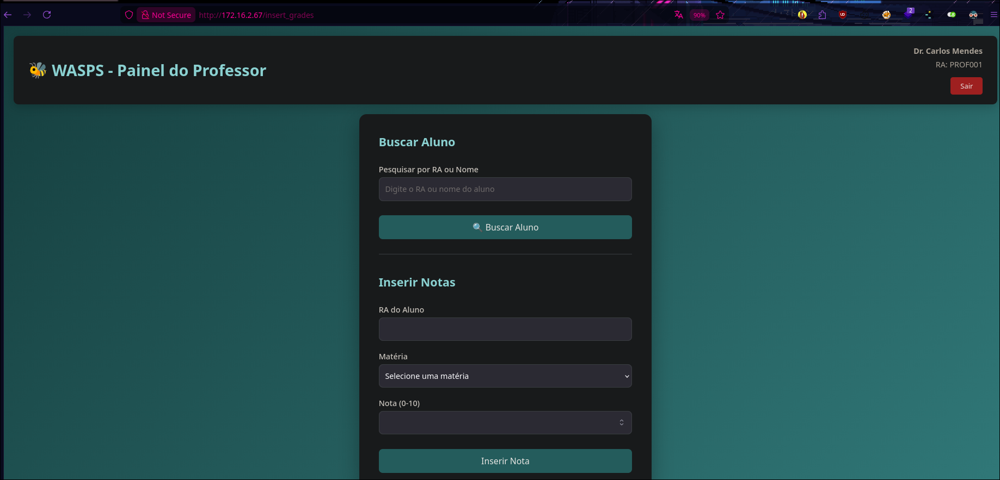 Not Secure http://172.16.2.67/insert_grades 90% 2
WASPS - Painel do Professor
Dr. Carlos Mendes
RA: PROF001
Sair
Buscar Aluno
Pesquisar por RA ou Nome
Digite o RA ou nome do aluno
🔍 Buscar Aluno
Inserir Notas
RA do Aluno
Matéria
Selecione uma matéria
Nota (0-10)
Inserir Nota